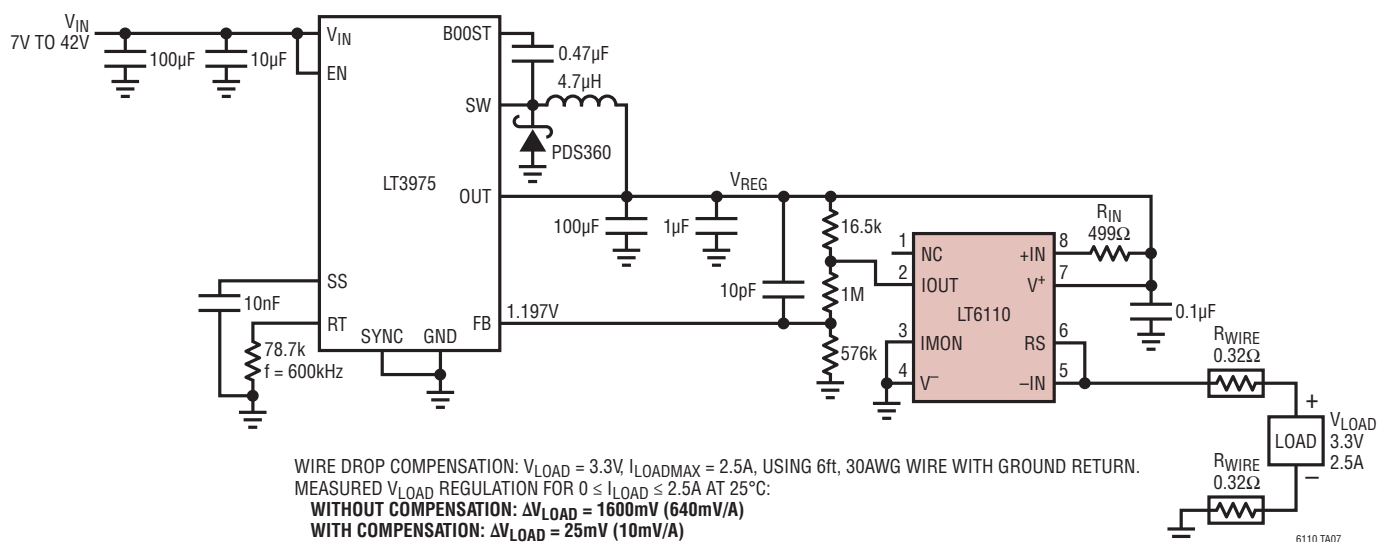 VIN
7V TO 42V
100µF
10µF
VIN
EN
BOOST
0.47µF
4.7µH
SW
PDS360
LT3975
OUT
VREG
100µF
1µF
10pF
16.5k
1M
576k
SS
10nF
RT
78.7k
f = 600kHz
SYNC
GND
FB
1.197V
RIN
499Ω
1
NC
+IN
8
2
IOUT
V+
7
LT6110
0.1µF
3
IMON
RS
6
4
V–
–IN
5
RWIRE
0.32Ω
+
LOAD
VLOAD
3.3V
2.5A
–
RWIRE
0.32Ω
WIRE DROP COMPENSATION: VLOAD = 3.3V, ILOADMAX = 2.5A, USING 6ft, 30AWG WIRE WITH GROUND RETURN.
MEASURED VLOAD REGULATION FOR 0 ≤ ILOAD ≤ 2.5A AT 25°C:
WITHOUT COMPENSATION: ΔVLOAD = 1600mV (640mV/A)
WITH COMPENSATION: ΔVLOAD = 25mV (10mV/A)
6110 TA07